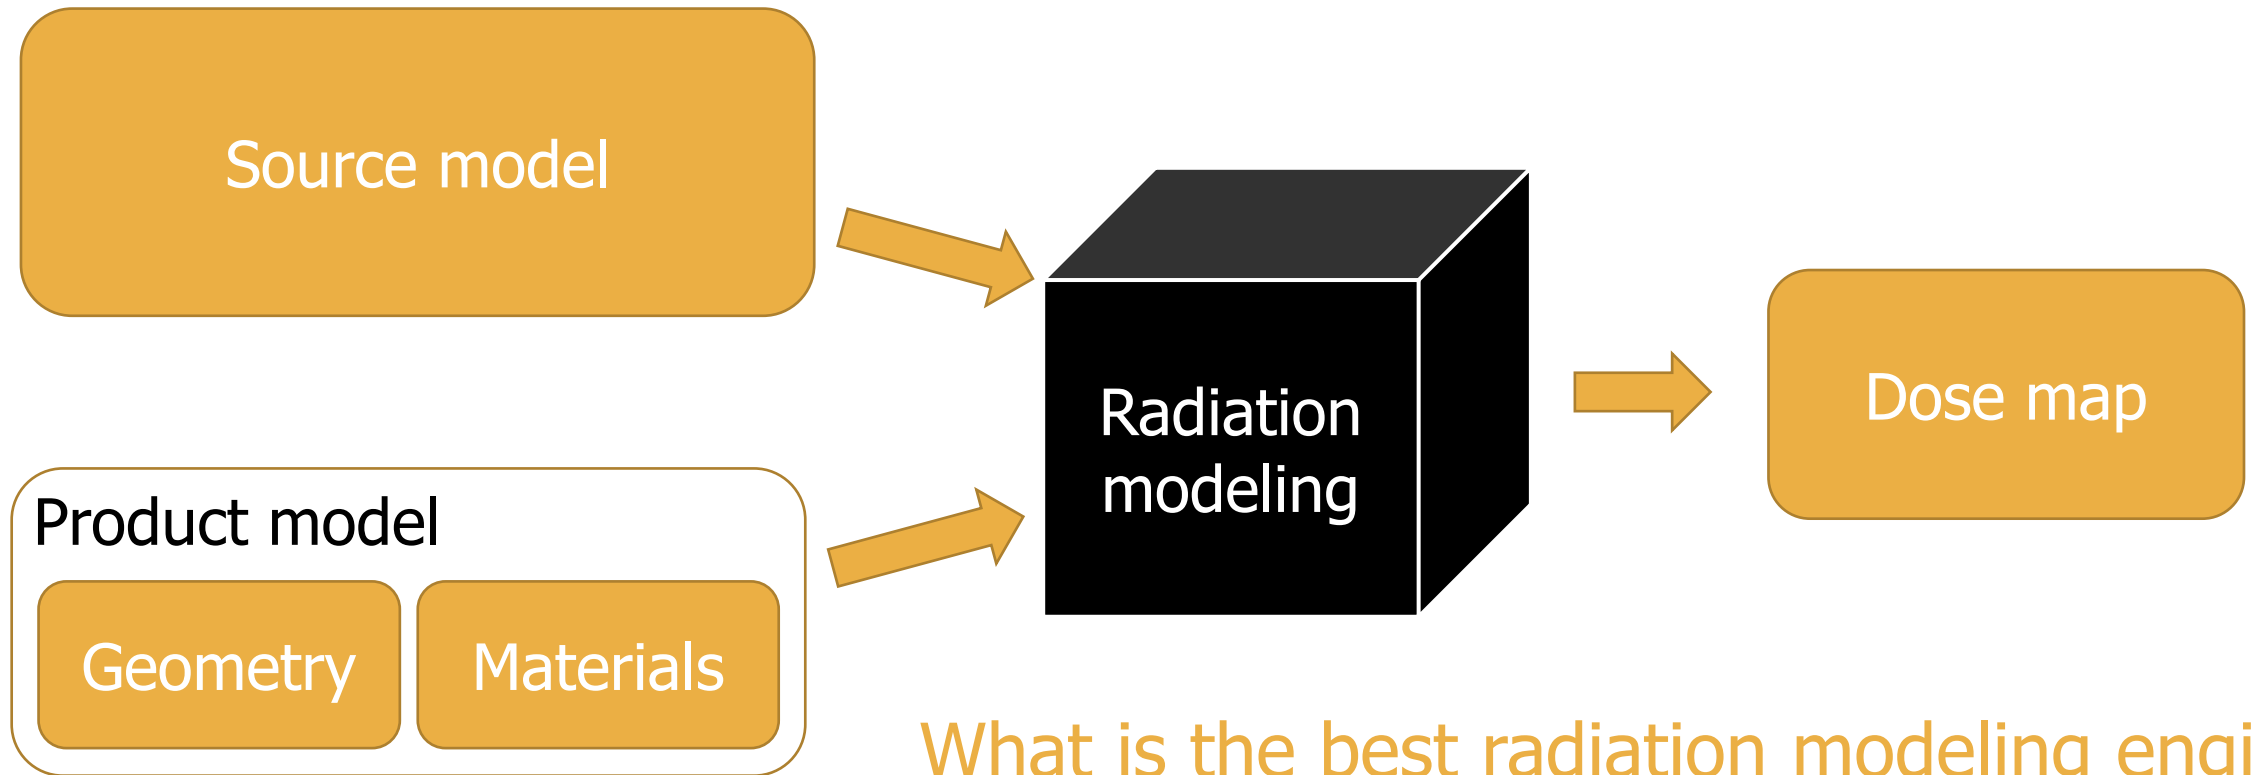 Source model
Radiation
modeling
Dose map
Product model
Geometry
Materials
What is the best radiation modeling